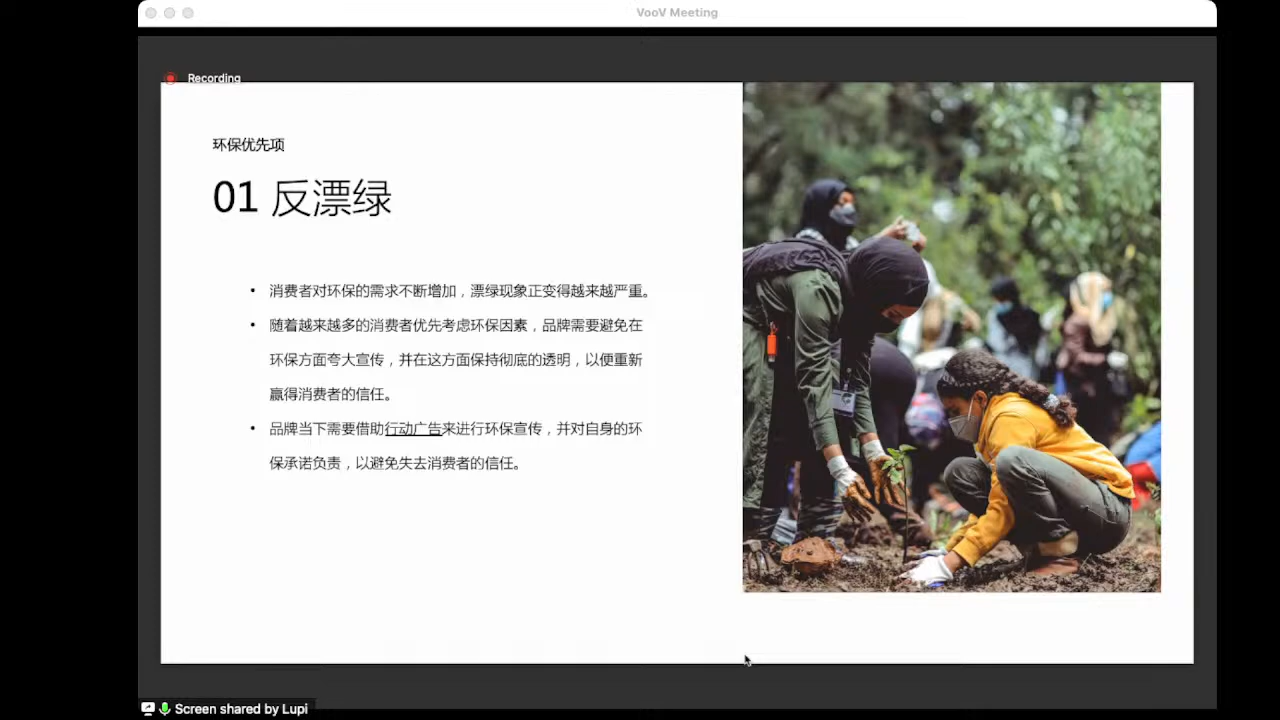 VooV Meeting
Recording
环保优先项
01 反漂绿
• 消费者对环保的需求不断增加，漂绿现象正变得越来越严重。
• 随着越来越多的消费者优先考虑环保因素，品牌需要避免在
环保方面夸大宣传，并在这方面保持彻底的透明，以便重新
赢得消费者的信任。
• 品牌当下需要借助行动广告来进行环保宣传，并对自身的环
保承诺负责，以避免失去消费者的信任。
Screen shared by Lupi